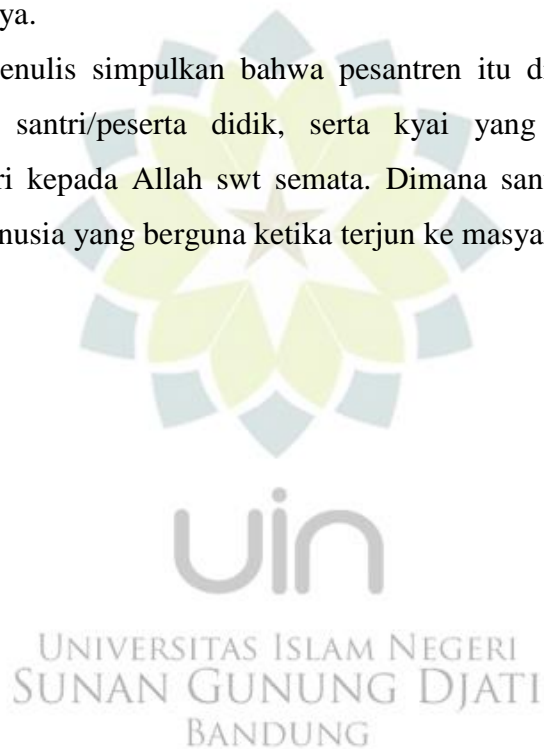 ya.
enulis simpulkan bahwa pesantren itu d
santri/peserta didik, serta kyai yang
ri kepada Allah swt semata. Dimana san
nusia yang berguna ketika terjun ke masya
uin
UNIVERSITAS ISLAM NEGERI
SUNAN GUNUNG DJATI
BANDUNG